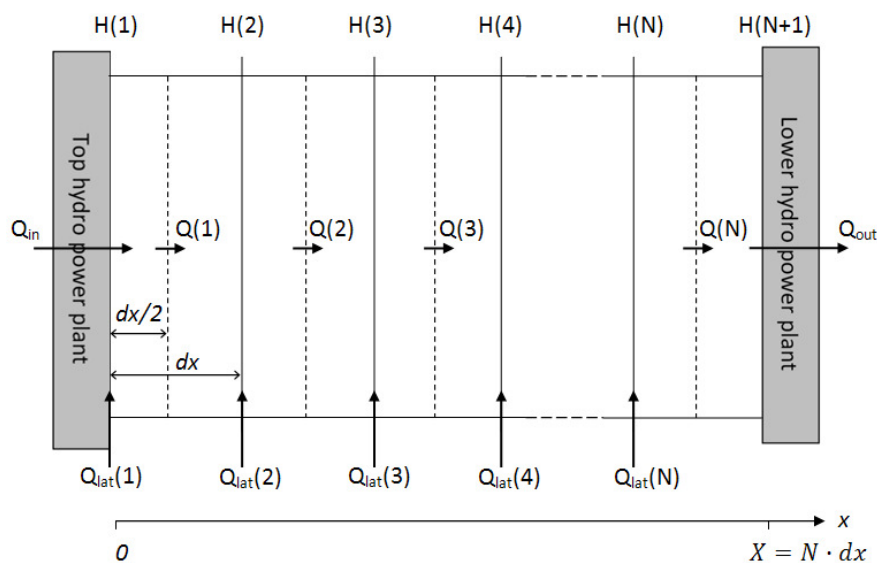 H(1) H(2) H(3) H(4) H(N) H(N+1)
Top hydro power plant
Lower hydro power plant
Q_in Q(1) Q(2) Q(3) Q(N) Q_out
dx/2
dx
Q_lat(1) Q_lat(2) Q_lat(3) Q_lat(4) Q_lat(N)
x
0 X = N · dx